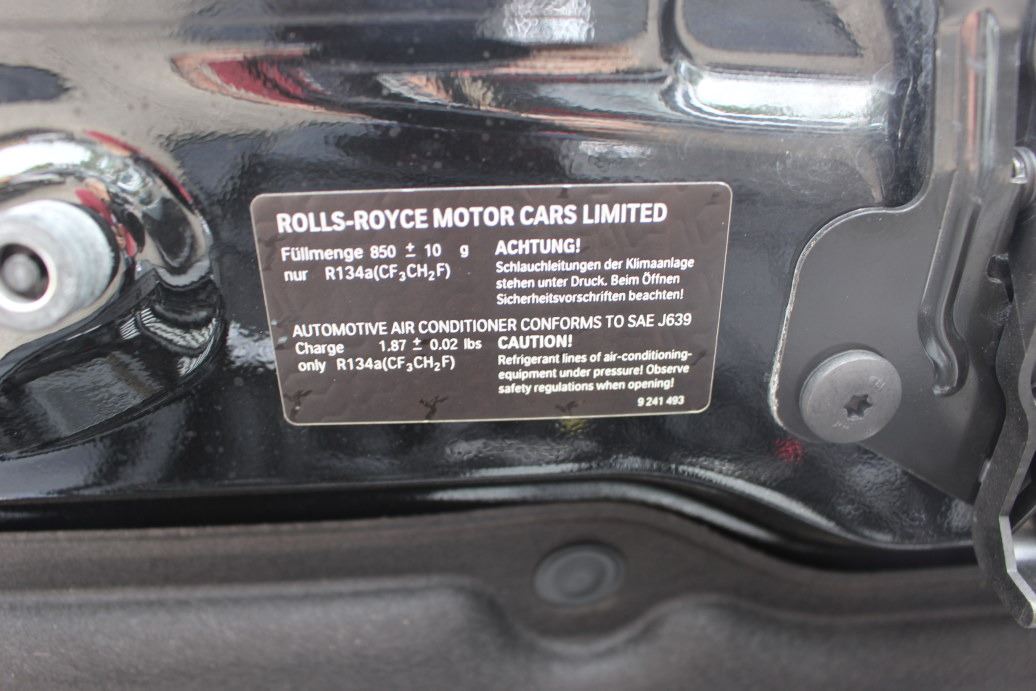 ROLLS-ROYCE MOTOR CARS LIMITED
Füllmenge 850 ± 10 g
nur R134a(CF₃CH₂F)
ACHTUNG!
Schlauchleitungen der Klimaanlage
stehen unter Druck. Beim Öffnen
Sicherheitsvorschriften beachten!
AUTOMOTIVE AIR CONDITIONER CONFORMS TO SAE J639
Charge 1.87 ± 0.02 lbs
only R134a(CF₃CH₂F)
CAUTION!
Refrigerant lines of air-conditioning-
equipment under pressure! Observe
safety regulations when opening!
9 241 493